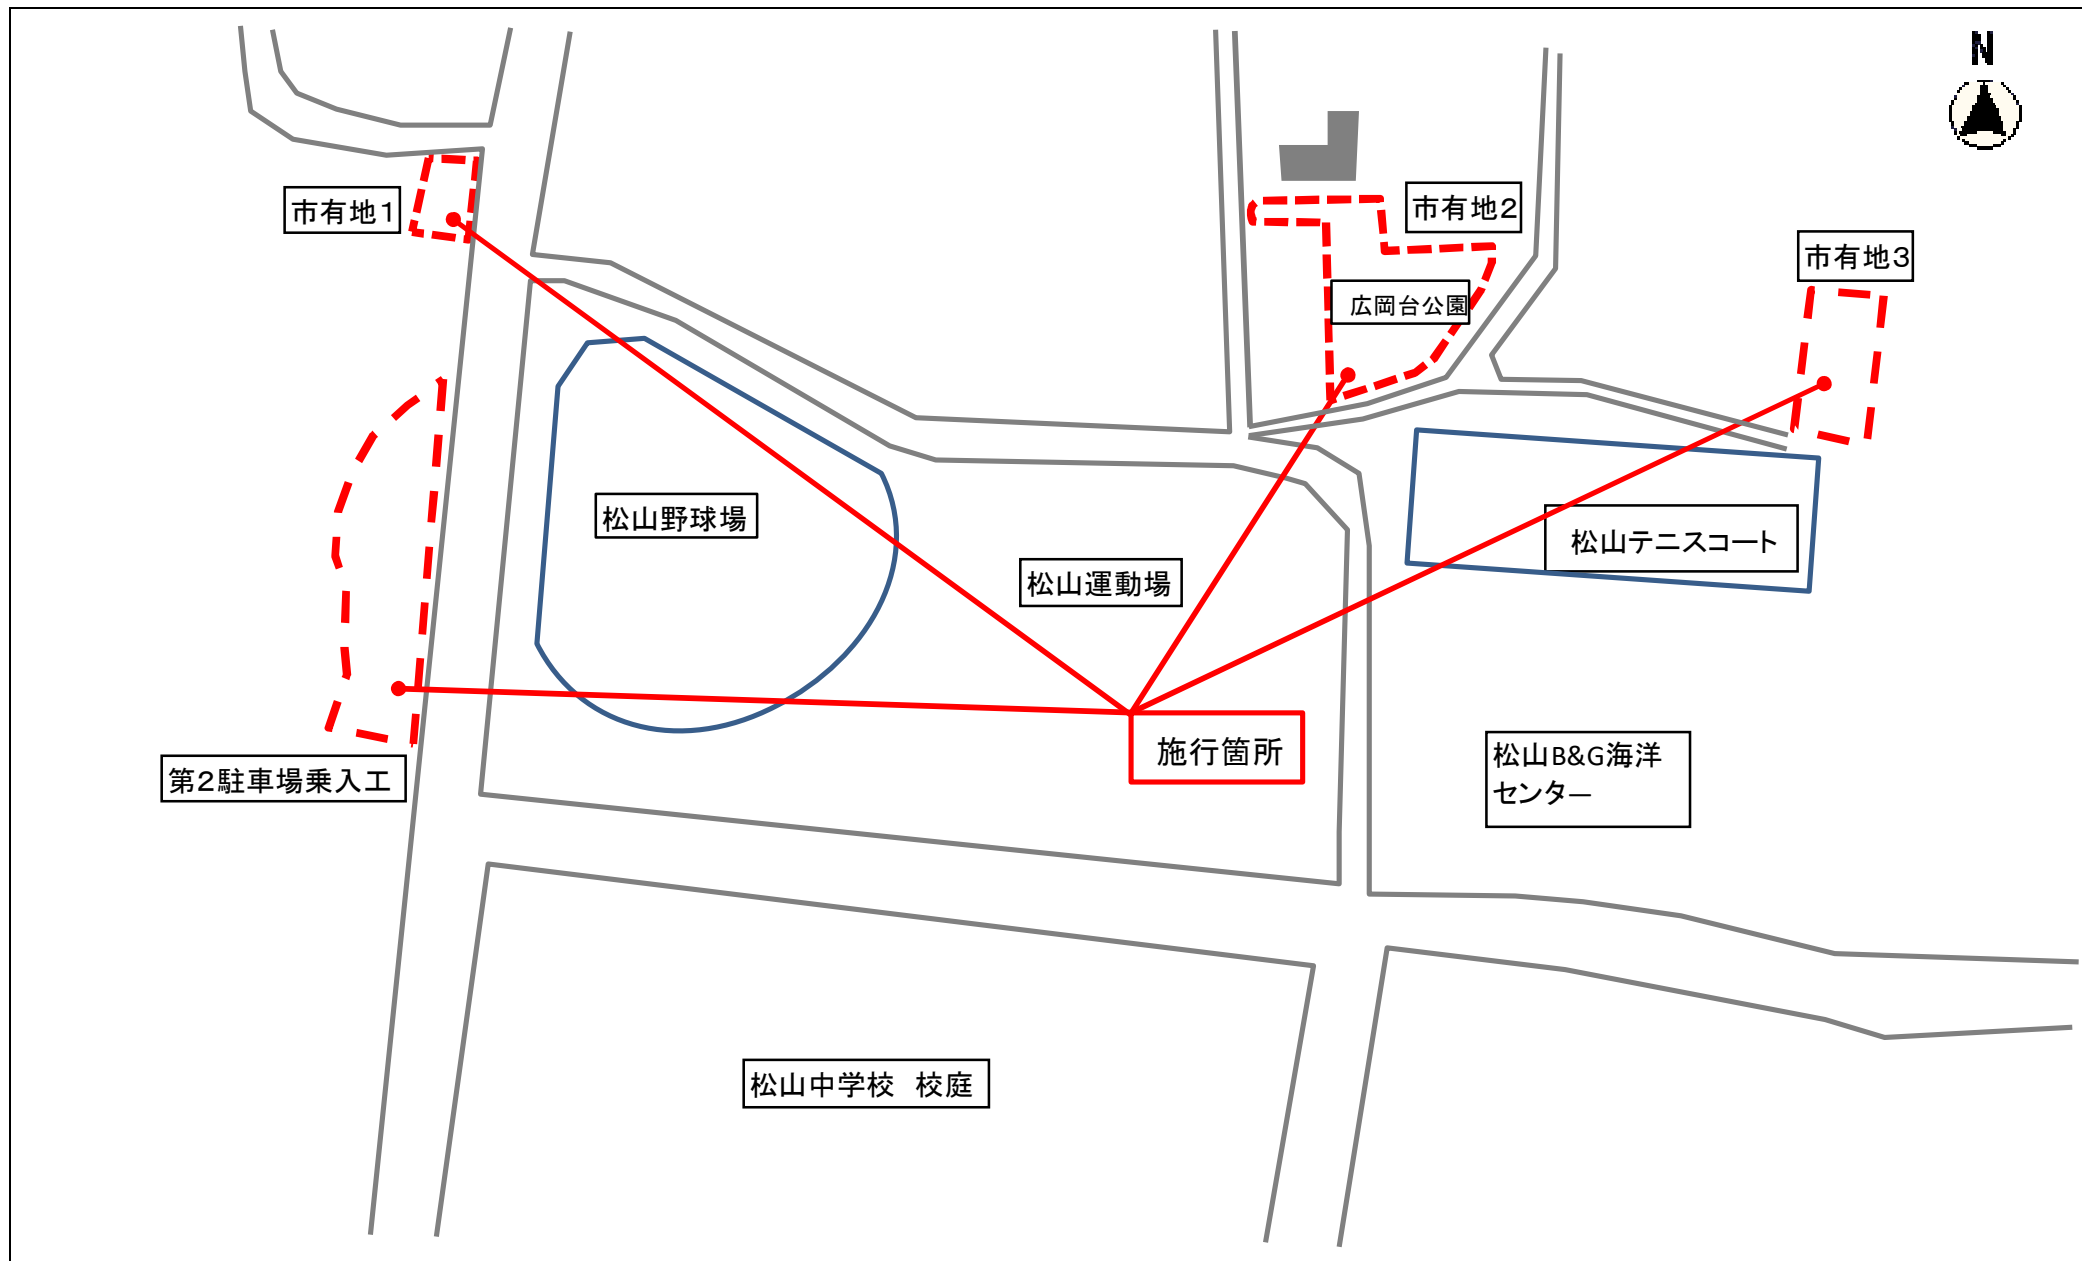 N
市有地１
市有地２
市有地３
広岡台公園
松山野球場
松山テニスコート
松山運動場
施行箇所
松山B&G海洋
センター
第２駐車場乗入工
松山中学校　校庭